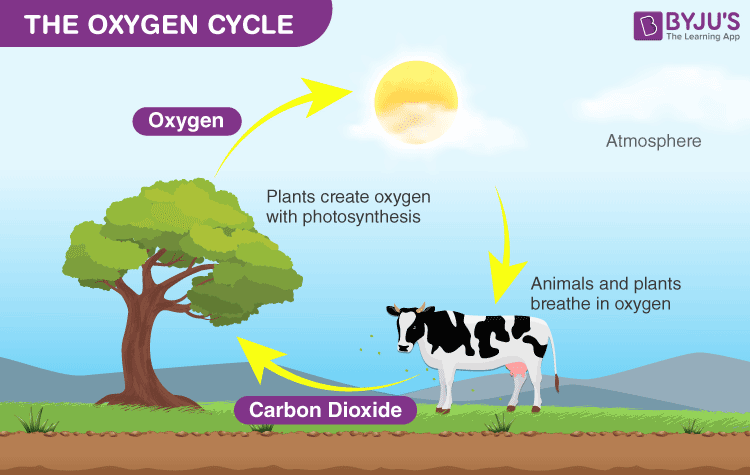 THE OXYGEN CYCLE
BYJU'S
The Learning App
Oxygen
Atmosphere
Plants create oxygen
with photosynthesis
Animals and plants
breathe in oxygen
Carbon Dioxide